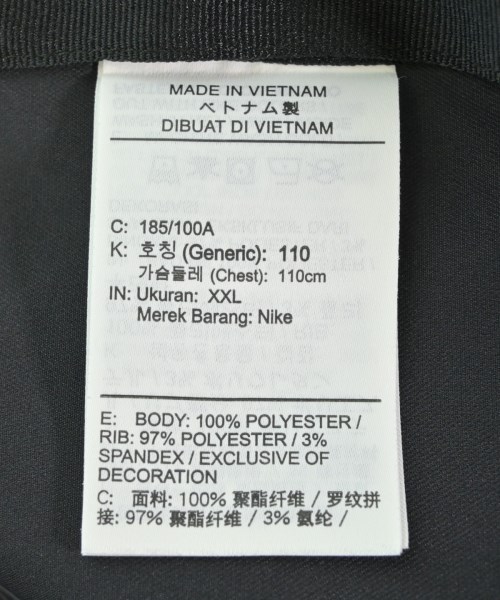 MADE IN VIETNAM
ベトナム製
DIBUAT DI VIETNAM
C: 185/100A
K: 호칭 (Generic): 110
가슴둘레 (Chest): 110cm
IN: Ukuran: XXL
Merek Barang: Nike
E: BODY: 100% POLYESTER /
RIB: 97% POLYESTER / 3%
SPANDEX / EXCLUSIVE OF
DECORATION
C: 面料: 100% 聚酯纤维 / 罗纹拼
接: 97% 聚酯纤维 / 3% 氨纶 /